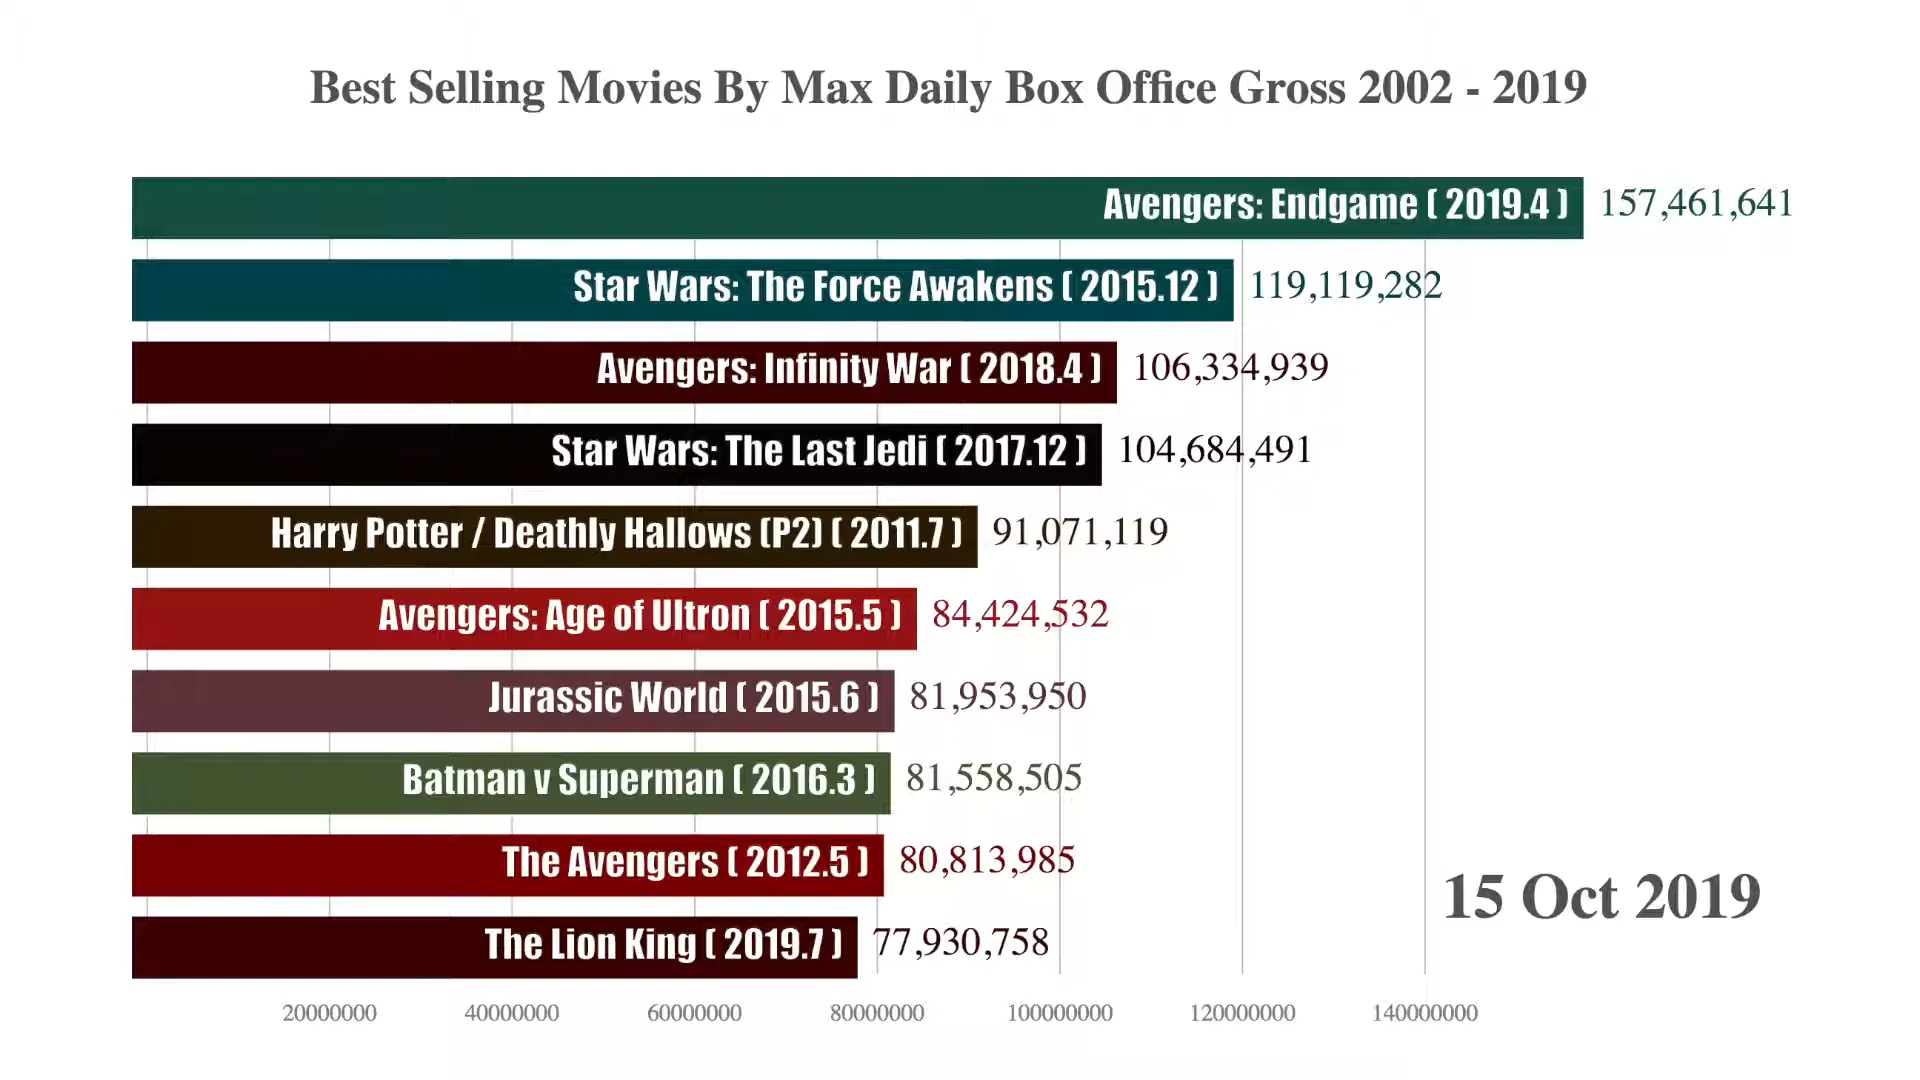 Best Selling Movies By Max Daily Box Office Gross 2002 - 2019
Avengers: Endgame ( 2019.4 ) 157,461,641
Star Wars: The Force Awakens ( 2015.12 ) 119,119,282
Avengers: Infinity War ( 2018.4 ) 106,334,939
Star Wars: The Last Jedi ( 2017.12 ) 104,684,491
Harry Potter / Deathly Hallows (P2) ( 2011.7 ) 91,071,119
Avengers: Age of Ultron ( 2015.5 ) 84,424,532
Jurassic World ( 2015.6 ) 81,953,950
Batman v Superman ( 2016.3 ) 81,558,505
The Avengers ( 2012.5 ) 80,813,985
15 Oct 2019
The Lion King ( 2019.7 ) 77,930,758
20000000 40000000 60000000 80000000 100000000 120000000 140000000